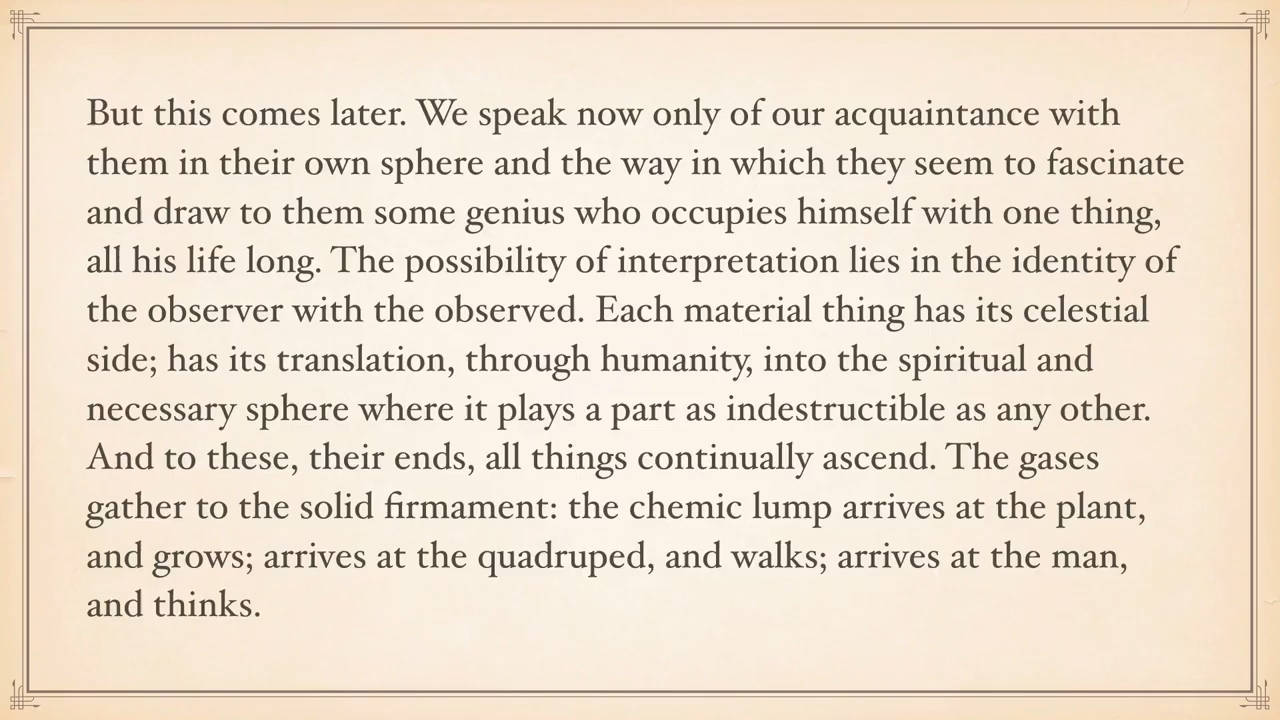 But this comes later. We speak now only of our acquaintance with
them in their own sphere and the way in which they seem to fascinate
and draw to them some genius who occupies himself with one thing,
all his life long. The possibility of interpretation lies in the identity of
the observer with the observed. Each material thing has its celestial
side; has its translation, through humanity, into the spiritual and
necessary sphere where it plays a part as indestructible as any other.
And to these, their ends, all things continually ascend. The gases
gather to the solid firmament: the chemic lump arrives at the plant,
and grows; arrives at the quadruped, and walks; arrives at the man,
and thinks.